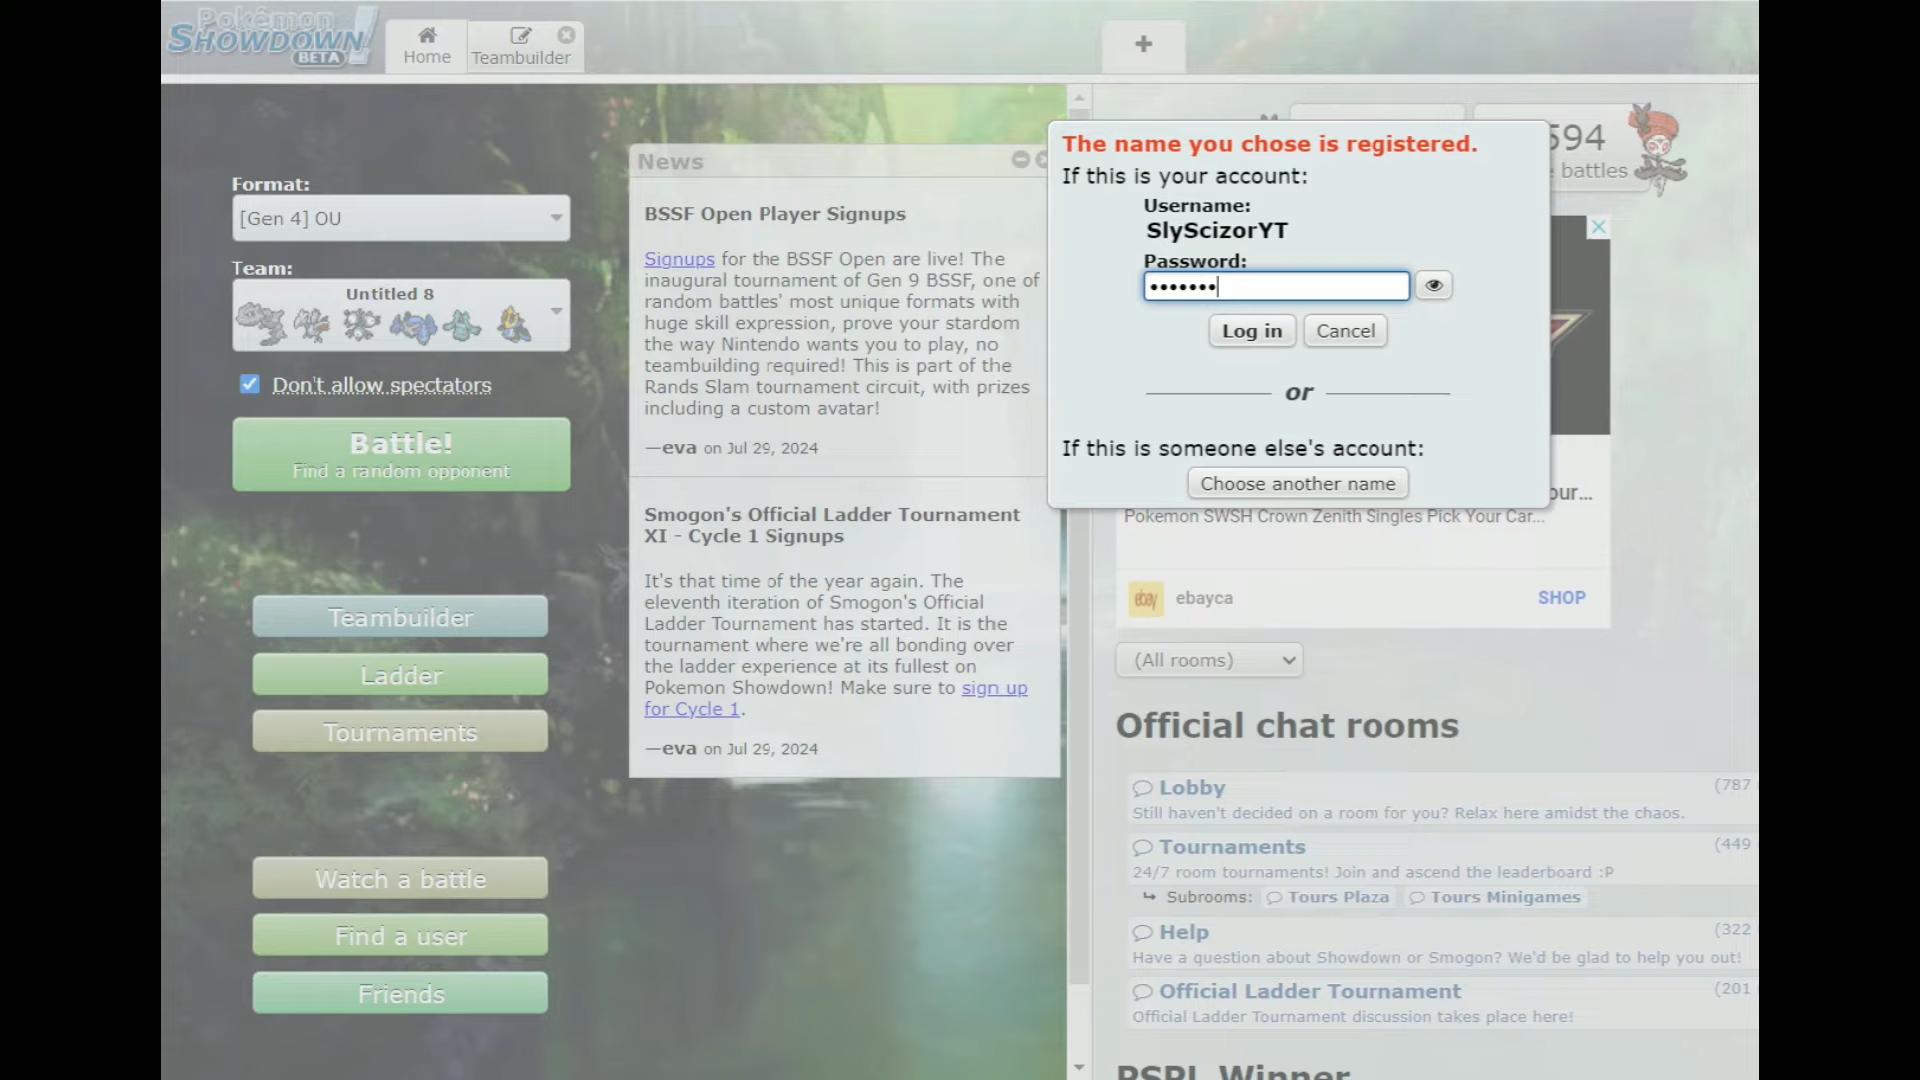 Pokémon
SHOWDOWN!
BETA
Home
Teambuilder
Format:
[Gen 4] OU
Team:
Untitled 8
Don't allow spectators
Battle!
Find a random opponent
Teambuilder
Ladder
Tournaments
Watch a battle
Find a user
Friends
News
BSSF Open Player Signups
Signups for the BSSF Open are live! The
inaugural tournament of Gen 9 BSSF, one of
random battles' most unique formats with
huge skill expression, prove your stardom
the way Nintendo wants you to play, no
teambuilding required! This is part of the
Rands Slam tournament circuit, with prizes
including a custom avatar!
—eva on Jul 29, 2024
Smogon's Official Ladder Tournament
XI - Cycle 1 Signups
It's that time of the year again. The
eleventh iteration of Smogon's Official
Ladder Tournament has started. It is the
tournament where we're all bonding over
the ladder experience at its fullest on
Pokemon Showdown! Make sure to sign up
for Cycle 1.
—eva on Jul 29, 2024
The name you chose is registered.
If this is your account:
Username:
SlyScizorYT
Password:
•••••••
Log in Cancel
or
If this is someone else's account:
Choose another name
594
battles
our...
Pokemon SWSH Crown Zenith Singles Pick Your Car...
ebay
ebayca
SHOP
(All rooms)
Official chat rooms
Lobby (787
Still haven't decided on a room for you? Relax here amidst the chaos.
Tournaments (449
24/7 room tournaments! Join and ascend the leaderboard :P
Subrooms: Tours Plaza Tours Minigames
Help (322
Have a question about Showdown or Smogon? We'd be glad to help you out!
Official Ladder Tournament (201
Official Ladder Tournament discussion takes place here!
PSPL Winner